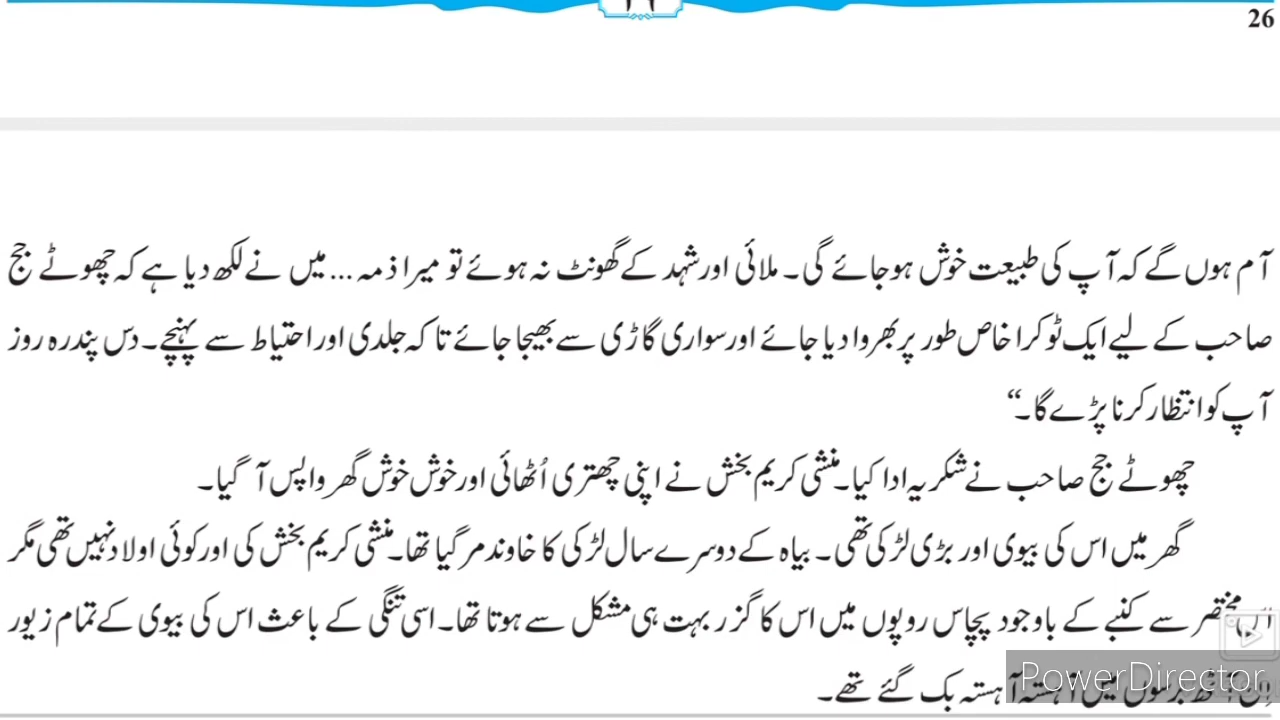 26
آم ہوں گے کہ آپ کی طبیعت خوش ہوجائے گی۔ ملائی اور شہد کے گھونٹ نہ ہوئے تو میرا ذمہ ... میں نے لکھ دیا ہے کہ چھوٹے جج
صاحب کے لیے ایک ٹوکرا خاص طور پر بھروا دیا جائے اور سواری گاڑی سے بھیجا جائے تاکہ جلدی اور احتیاط سے پہنچے۔ دس پندرہ روز
آپ کو انتظار کرنا پڑے گا۔“
چھوٹے جج صاحب نے شکریہ ادا کیا۔ منشی کریم بخش نے اپنی چھتری اُٹھائی اور خوش خوش گھر واپس آ گیا۔
گھر میں اس کی بیوی اور بڑی لڑکی تھی۔ بیاہ کے دوسرے سال لڑکی کا خاوند مر گیا تھا۔ منشی کریم بخش کی اور کوئی اولاد نہیں تھی مگر
اس مختصر سے کنبے کے باوجود پچاس روپوں میں اس کا گزر بہت ہی مشکل سے ہوتا تھا۔ اسی تنگی کے باعث اس کی بیوی کے تمام زیور
اِن برسوں میں آہستہ آہستہ بک گئے تھے۔
PowerDirector